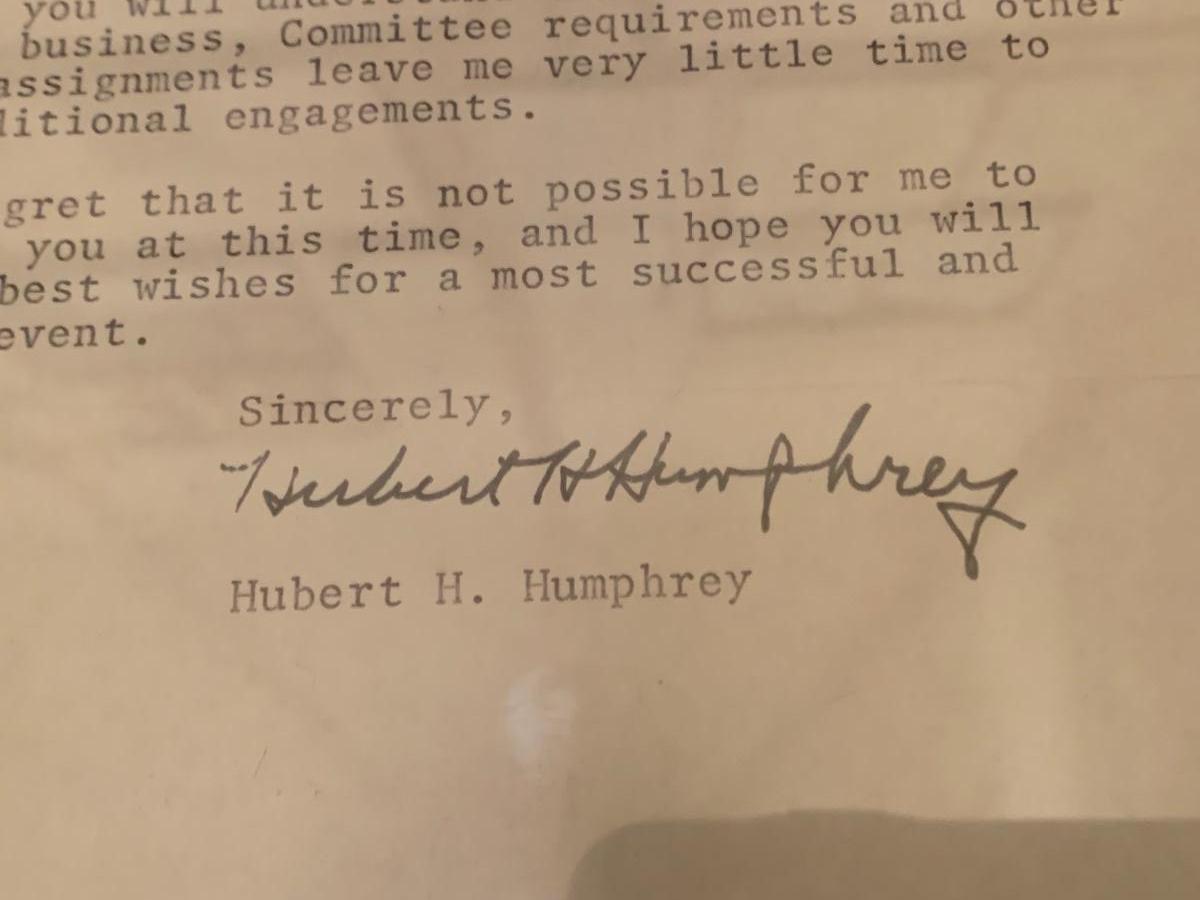 you will
business, Committee requirements and other
assignments leave me very little time to
litional engagements.
gret that it is not possible for me to
you at this time, and I hope you will
best wishes for a most successful and
event.
Sincerely,
Hubert H Humphrey
Hubert H. Humphrey